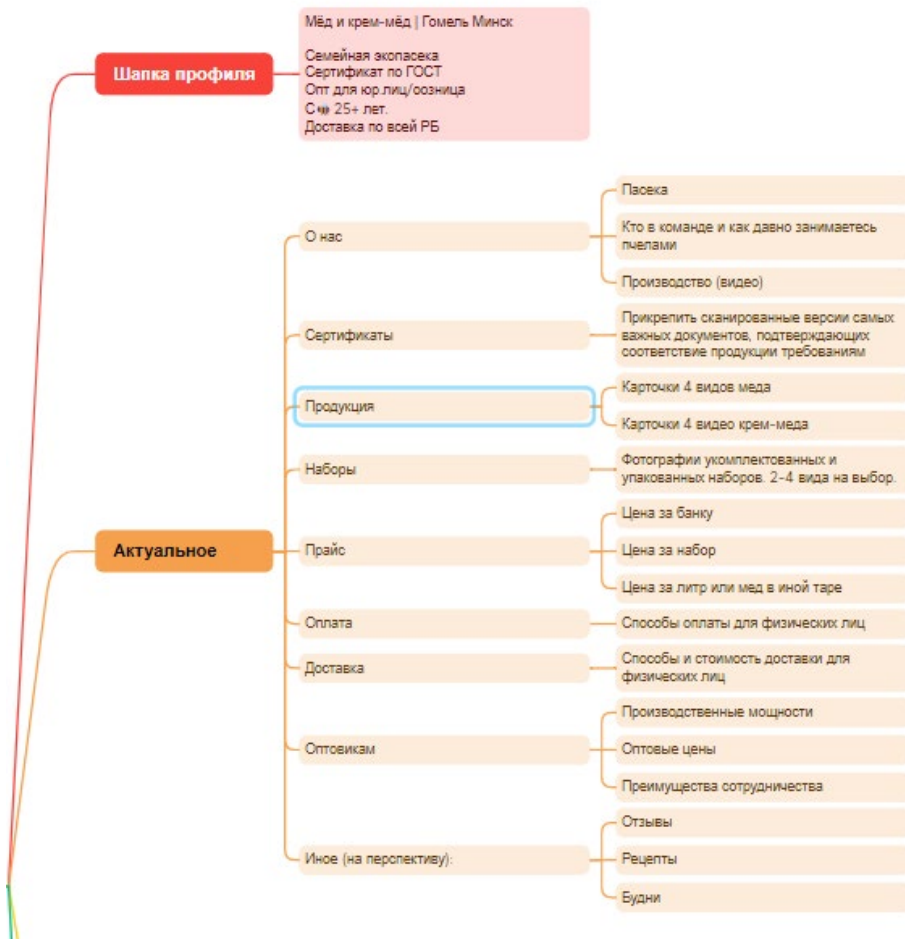 Шапка профиля
Мёд и крем-мёд | Гомель Минск
Семейная экопасека
Сертификат по ГОСТ
Опт для юр.лиц/оозница
С 🐝 25+ лет.
Доставка по всей РБ
Актуальное
О нас
Пасека
Кто в команде и как давно занимаетесь
пчелами
Производство (видео)
Сертификаты
Прикрепить сканированные версии самых
важных документов, подтверждающих
соответствие продукции требованиям
Продукция
Карточки 4 видов меда
Карточки 4 видео крем-меда
Наборы
Фотографии укомплектованных и
упакованных наборов. 2-4 вида на выбор.
Прайс
Цена за банку
Цена за набор
Цена за литр или мед в иной таре
Оплата
Способы оплаты для физических лиц
Доставка
Способы и стоимость доставки для
физических лиц
Оптовикам
Производственные мощности
Оптовые цены
Преимущества сотрудничества
Иное (на перспективу):
Отзывы
Рецепты
Будни